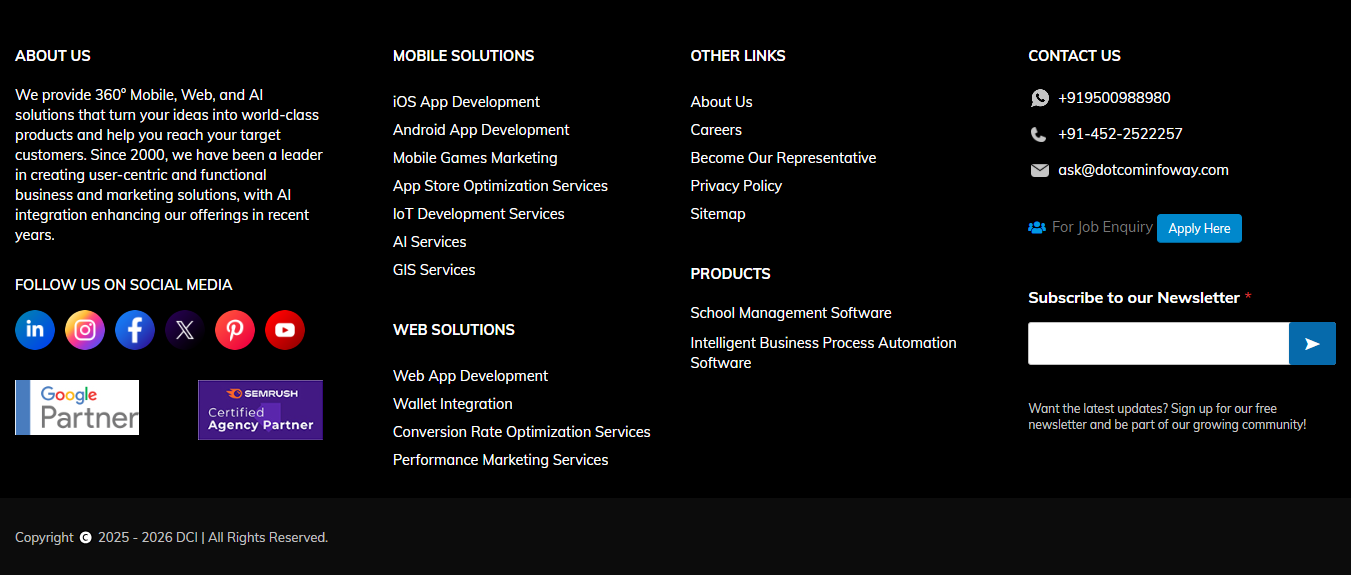 ABOUT US
We provide 360° Mobile, Web, and AI
solutions that turn your ideas into world-class
products and help you reach your target
customers. Since 2000, we have been a leader
in creating user-centric and functional
business and marketing solutions, with AI
integration enhancing our offerings in recent
years.
FOLLOW US ON SOCIAL MEDIA
in
f
X
Google
Partner
SEMRUSH
Certified
Agency Partner
MOBILE SOLUTIONS
iOS App Development
Android App Development
Mobile Games Marketing
App Store Optimization Services
IoT Development Services
AI Services
GIS Services
WEB SOLUTIONS
Web App Development
Wallet Integration
Conversion Rate Optimization Services
Performance Marketing Services
OTHER LINKS
About Us
Careers
Become Our Representative
Privacy Policy
Sitemap
PRODUCTS
School Management Software
Intelligent Business Process Automation
Software
CONTACT US
+919500988980
+91-452-2522257
ask@dotcominfoway.com
For Job Enquiry Apply Here
Subscribe to our Newsletter *
Want the latest updates? Sign up for our free
newsletter and be part of our growing community!
Copyright © 2025 - 2026 DCI | All Rights Reserved.